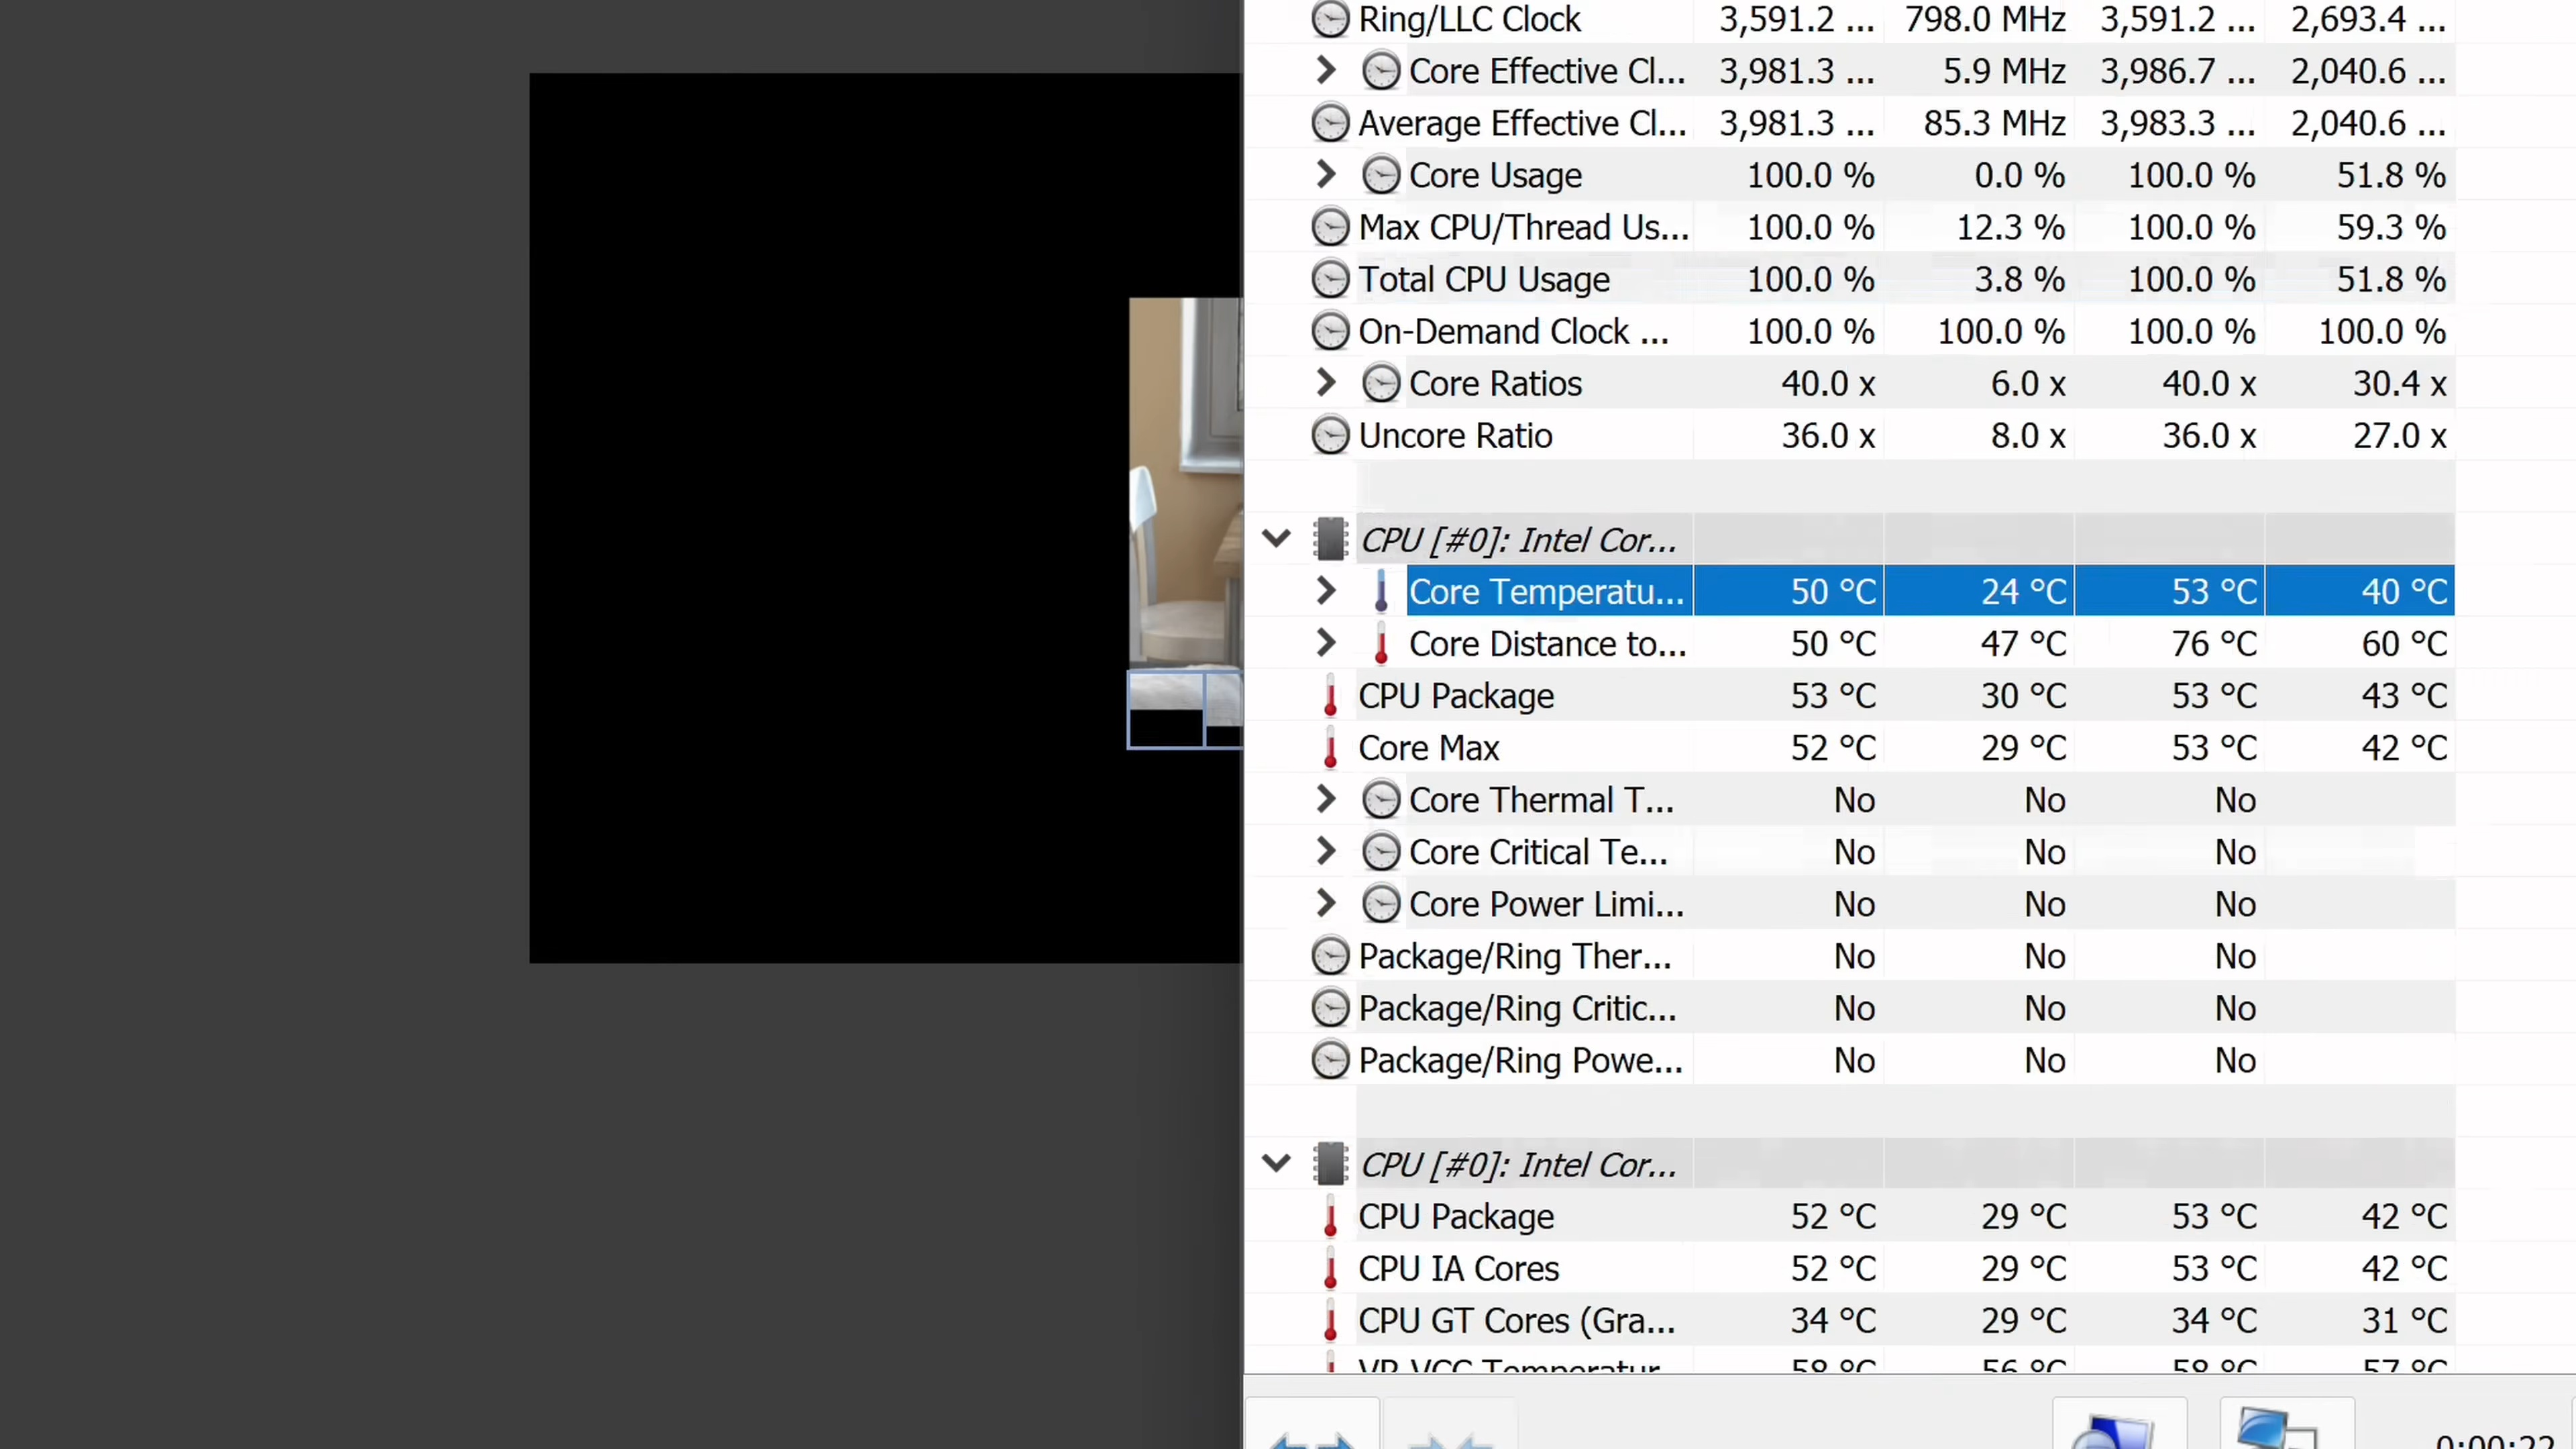 Ring/LLC Clock 3,591.2 ... 798.0 MHz 3,591.2 ... 2,693.4 ...
Core Effective Cl... 3,981.3 ... 5.9 MHz 3,986.7 ... 2,040.6 ...
Average Effective Cl... 3,981.3 ... 85.3 MHz 3,983.3 ... 2,040.6 ...
Core Usage 100.0 % 0.0 % 100.0 % 51.8 %
Max CPU/Thread Us... 100.0 % 12.3 % 100.0 % 59.3 %
Total CPU Usage 100.0 % 3.8 % 100.0 % 51.8 %
On-Demand Clock ... 100.0 % 100.0 % 100.0 % 100.0 %
Core Ratios 40.0 x 6.0 x 40.0 x 30.4 x
Uncore Ratio 36.0 x 8.0 x 36.0 x 27.0 x
CPU [#0]: Intel Cor...
Core Temperatu... 50 °C 24 °C 53 °C 40 °C
Core Distance to... 50 °C 47 °C 76 °C 60 °C
CPU Package 53 °C 30 °C 53 °C 43 °C
Core Max 52 °C 29 °C 53 °C 42 °C
Core Thermal T... No No No
Core Critical Te... No No No
Core Power Limi... No No No
Package/Ring Ther... No No No
Package/Ring Critic... No No No
Package/Ring Powe... No No No
CPU [#0]: Intel Cor...
CPU Package 52 °C 29 °C 53 °C 42 °C
CPU IA Cores 52 °C 29 °C 53 °C 42 °C
CPU GT Cores (Gra... 34 °C 29 °C 34 °C 31 °C
VR VCC Temperatur... 58 °C 56 °C 58 °C 57 °C
0:00:22